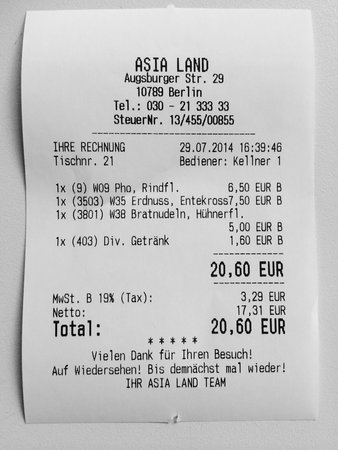 ASIA LAND
Augsburger Str. 29
10789 Berlin
Tel.: 030 - 21 333 33
SteuerNr. 13/455/00855
IHRE RECHNUNG 29.07.2014 16:39:46
Tischnr. 21 Bediener: Kellner 1
1x (9) W09 Pho, Rindfl. 6,50 EUR B
1x (3503) W35 Erdnuss, Entekross7,50 EUR B
1x (3801) W38 Bratnudeln, Hühnerfl.
5,00 EUR B
1x (403) Div. Getränk 1,60 EUR B
20,60 EUR
MwSt. B 19% (Tax): 3,29 EUR
Netto: 17,31 EUR
Total: 20,60 EUR
* * * * *
Vielen Dank für Ihren Besuch!
Auf Wiedersehen! Bis demnächst mal wieder!
IHR ASIA LAND TEAM